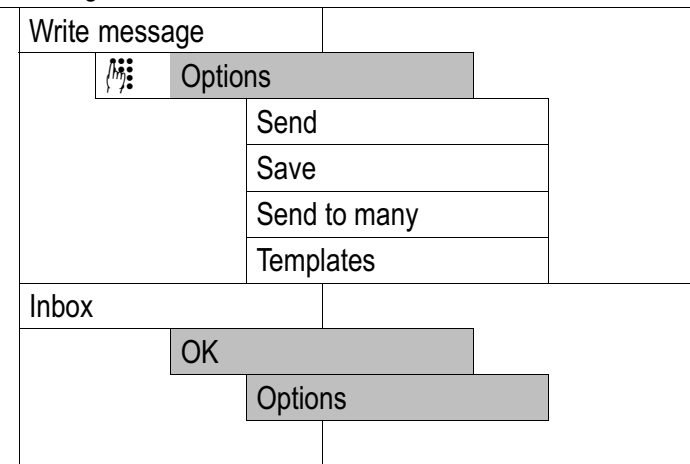 Write message
Options
Send
Save
Send to many
Templates
Inbox
OK
Options